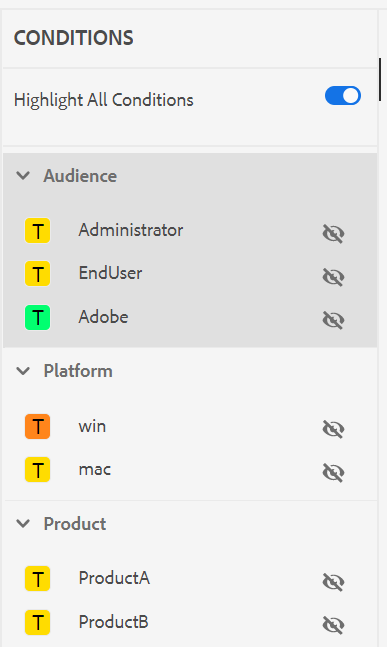 CONDITIONS
Highlight All Conditions
Audience
T Administrator
T EndUser
T Adobe
Platform
T win
T mac
Product
T ProductA
T ProductB